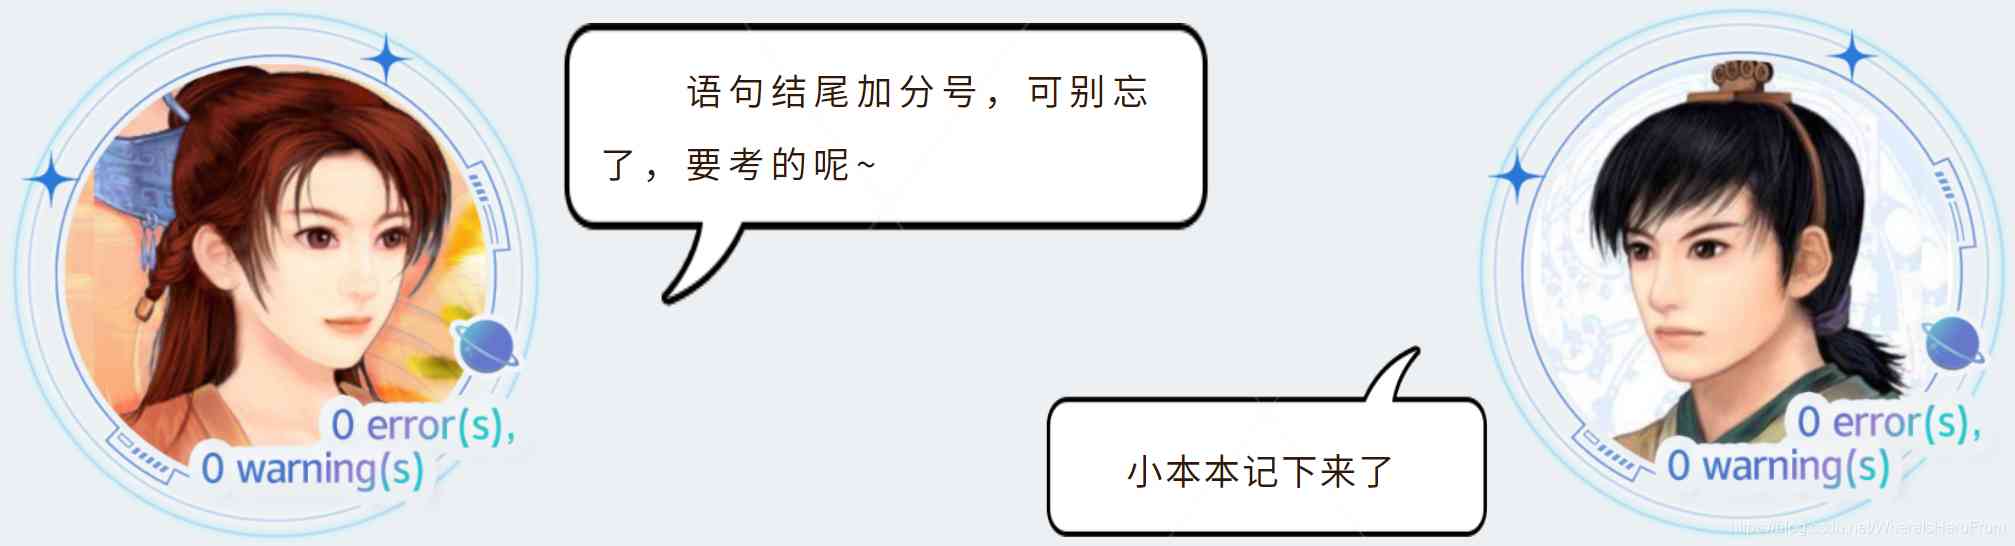 语句结尾加分号，可别忘
了，要考的呢~
小本本记下来了
0 error(s),
0 warning(s)
0 error(s),
0 warning(s)
https://blog.csdn.net/WhereIsHeroFrom